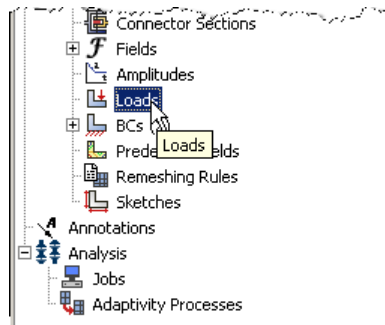 Connector Sections
Fields
Amplitudes
Loads
BCs
Loads
Remeshing Rules
Sketches
Annotations
Analysis
Jobs
Adaptivity Processes